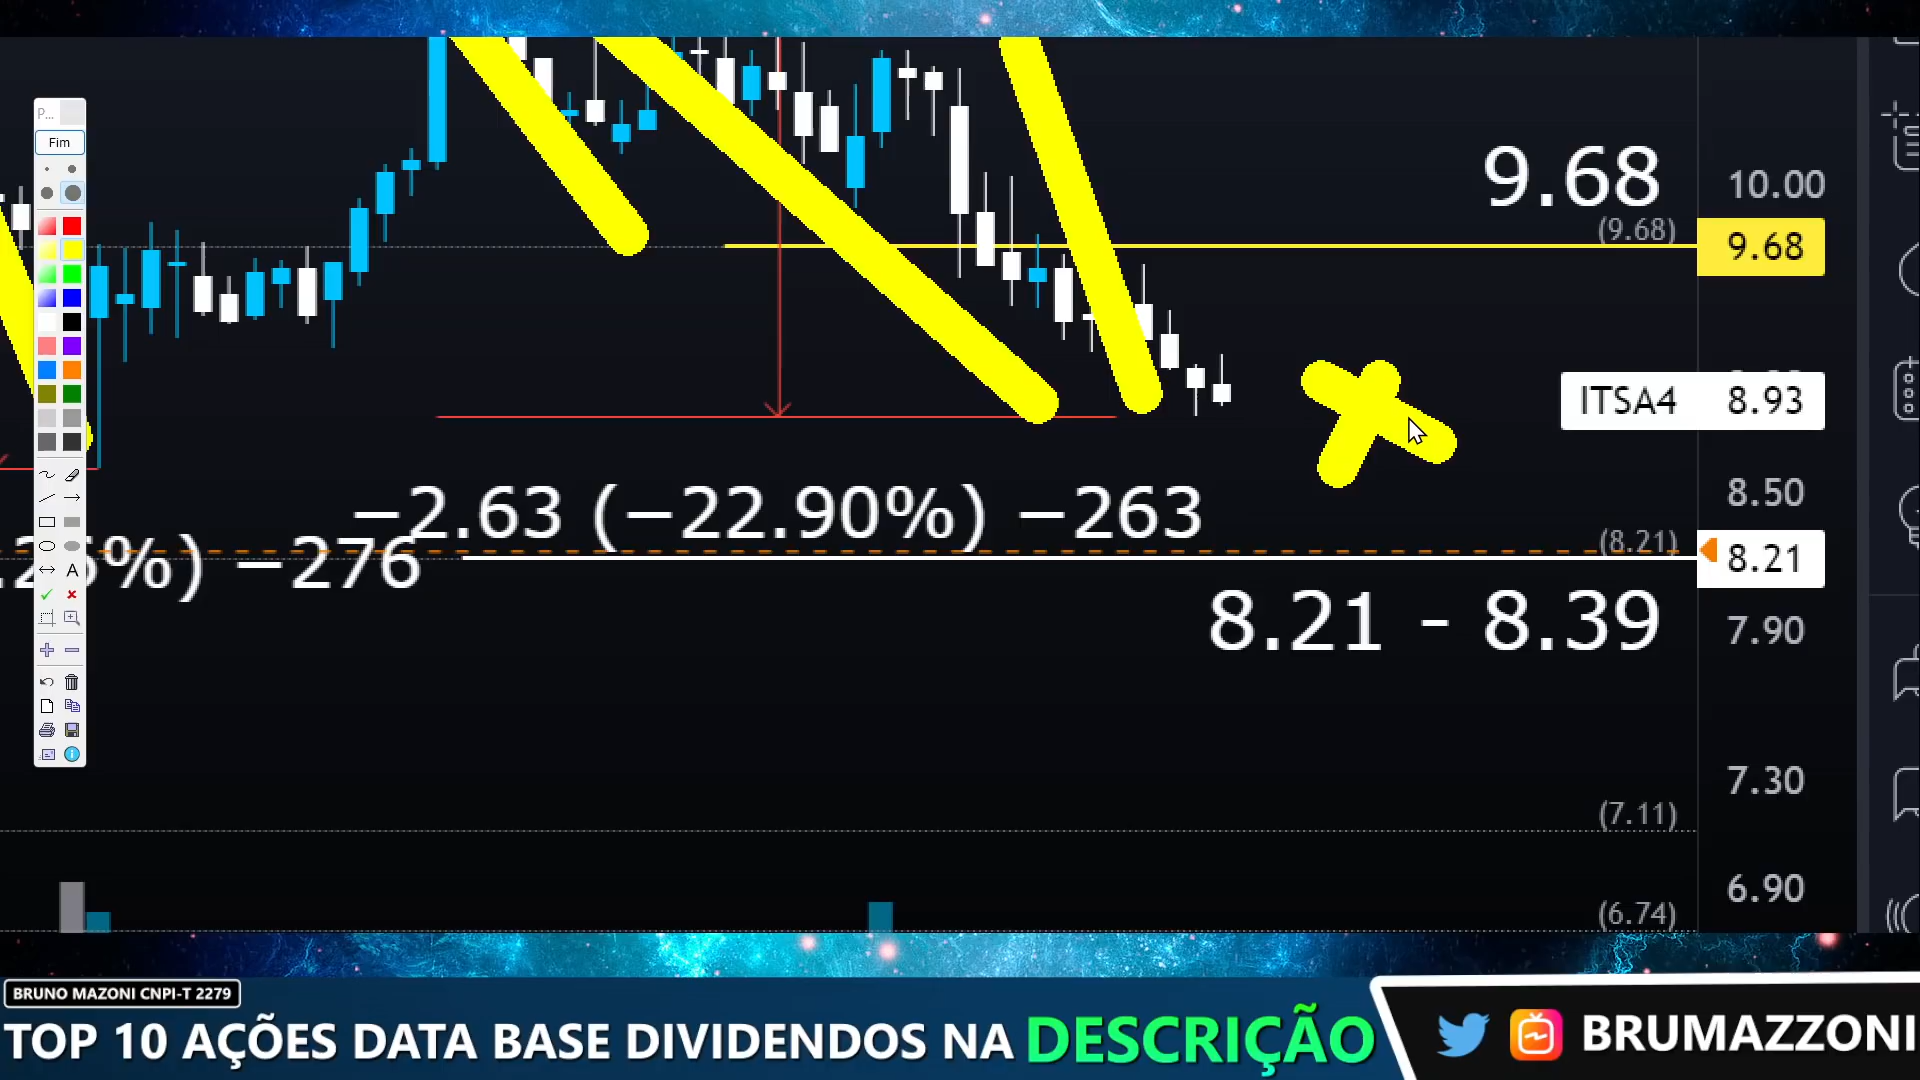 P...
Fim
9.68
10.00
(9.68)
9.68
ITSA4 8.93
8.50
−2.63 (−22.90%) −263
%) −276
(8.21)
8.21
8.21 - 8.39
7.90
7.30
(7.11)
6.90
(6.74)
A
BRUNO MAZONI CNPI-T 2279
TOP 10 AÇÕES DATA BASE DIVIDENDOS NA DESCRIÇÃO
BRUMAZZONI